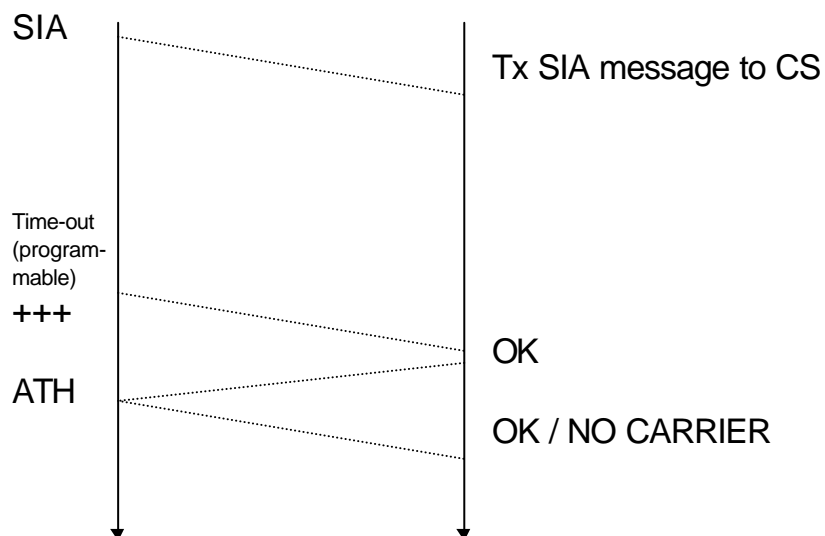 SIA
Tx SIA message to CS
Time-out
(program-
mable)
+++
OK
ATH
OK / NO CARRIER